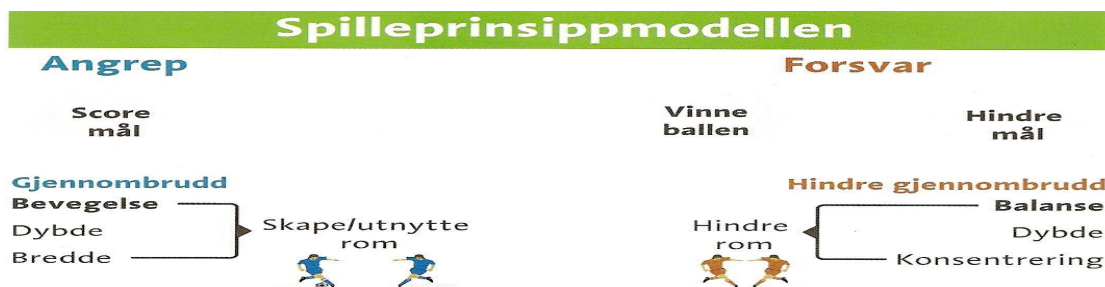 Spilleprinsippmodellen
Angrep
Forsvar
Score
mål
Vinne
ballen
Hindre
mål
Gjennombrudd
Bevegelse
Dybde
Bredde
Skape/utnytte
rom
Hindre
rom
Hindre gjennombrudd
Balanse
Dybde
Konsentrering